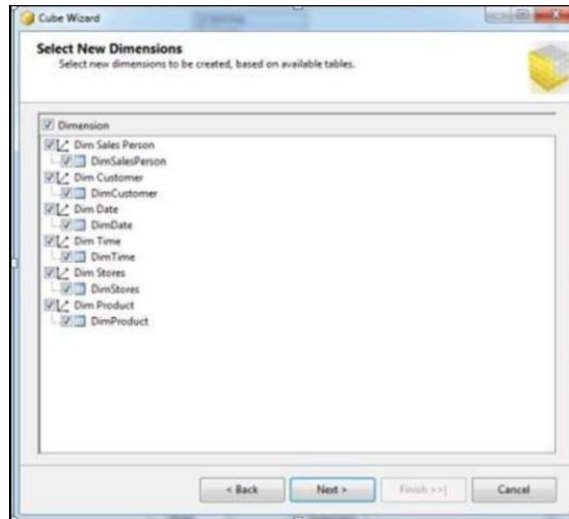 Cube Wizard
Select New Dimensions
Select new dimensions to be created, based on available tables.
Dimension
Dim Sales Person
DimSalesPerson
Dim Customer
DimCustomer
Dim Date
DimDate
Dim Time
DimTime
Dim Stores
DimStores
Dim Product
DimProduct
< Back Next > Finish >>| Cancel